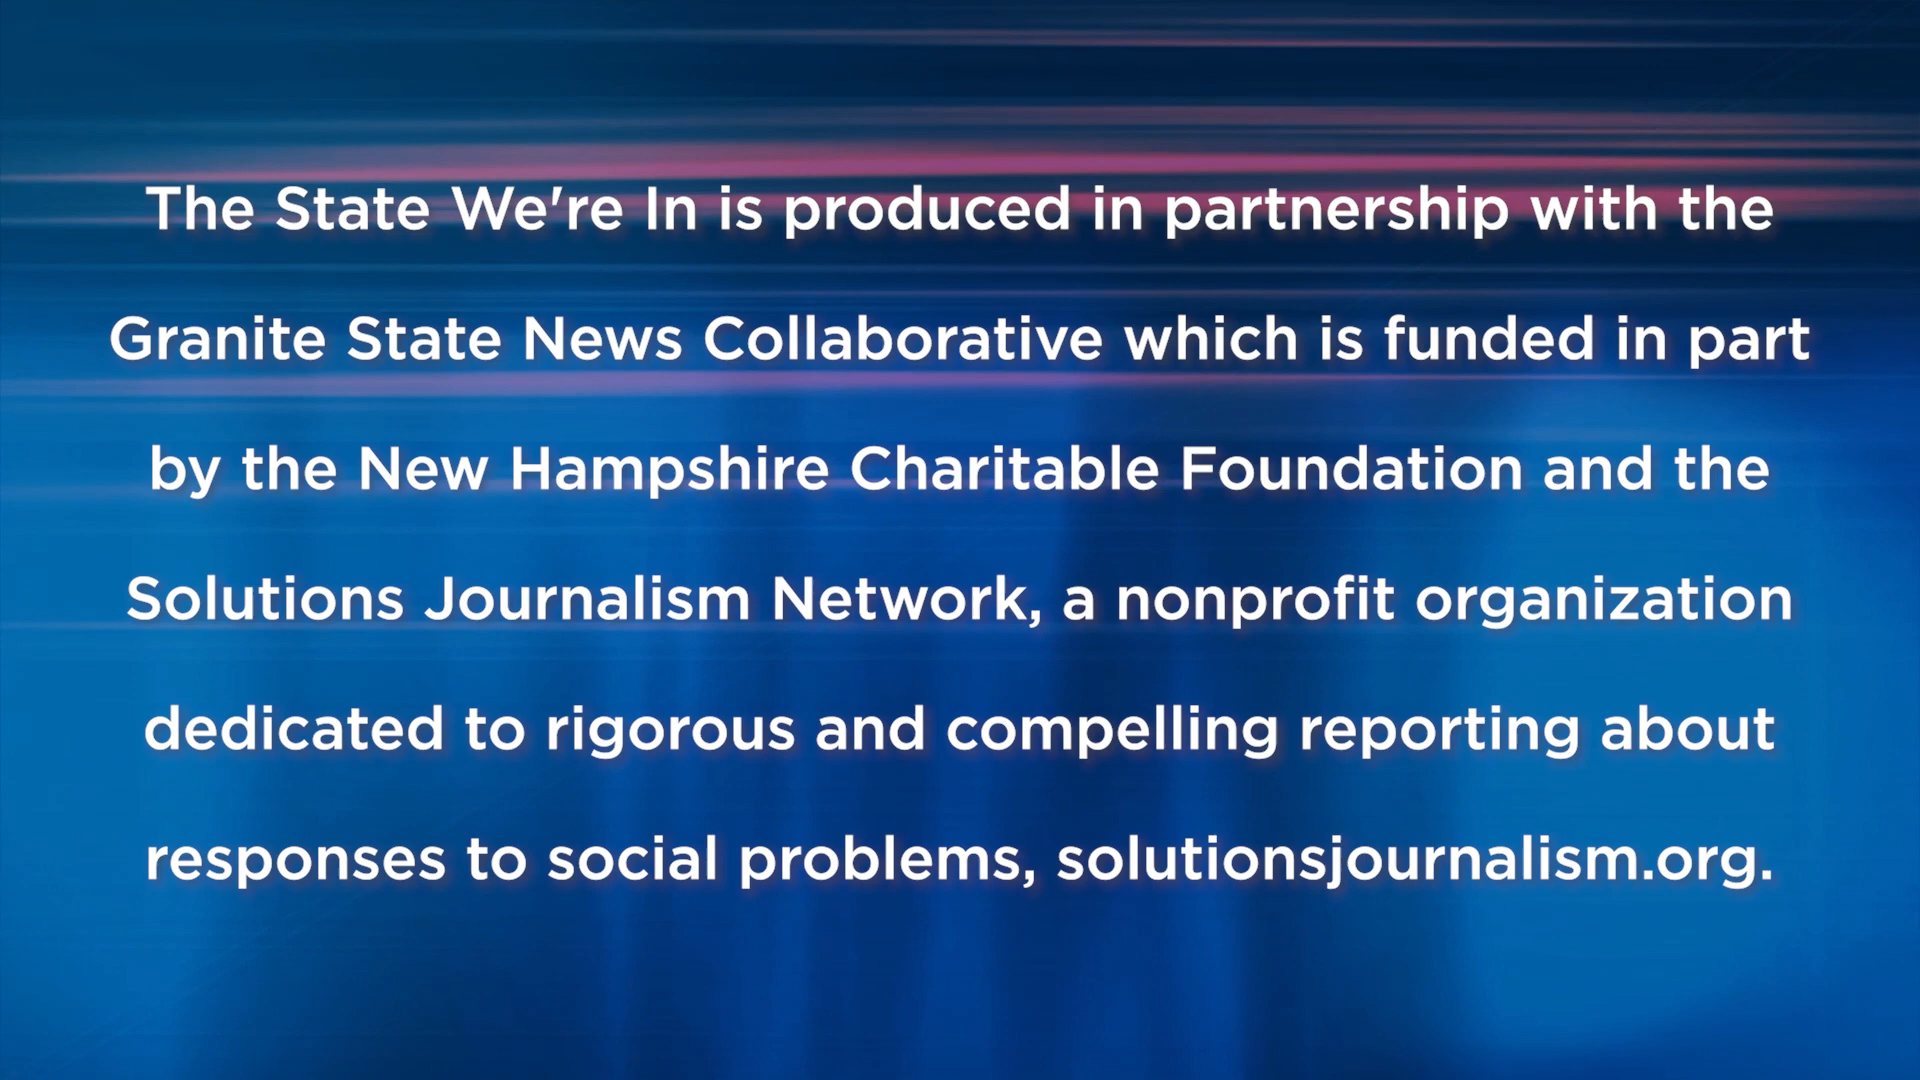 The State We're In is produced in partnership with the
Granite State News Collaborative which is funded in part
by the New Hampshire Charitable Foundation and the
Solutions Journalism Network, a nonprofit organization
dedicated to rigorous and compelling reporting about
responses to social problems, solutionsjournalism.org.